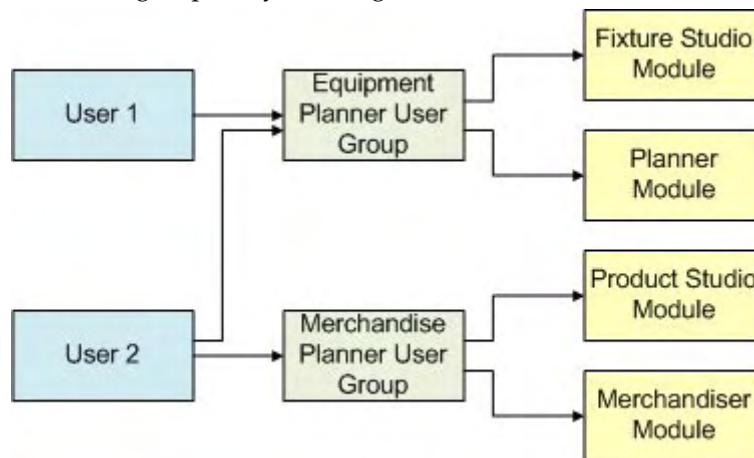 User 1
Equipment
Planner User
Group
Fixture Studio
Module
Planner
Module
User 2
Merchandise
Planner User
Group
Product Studio
Module
Merchandiser
Module